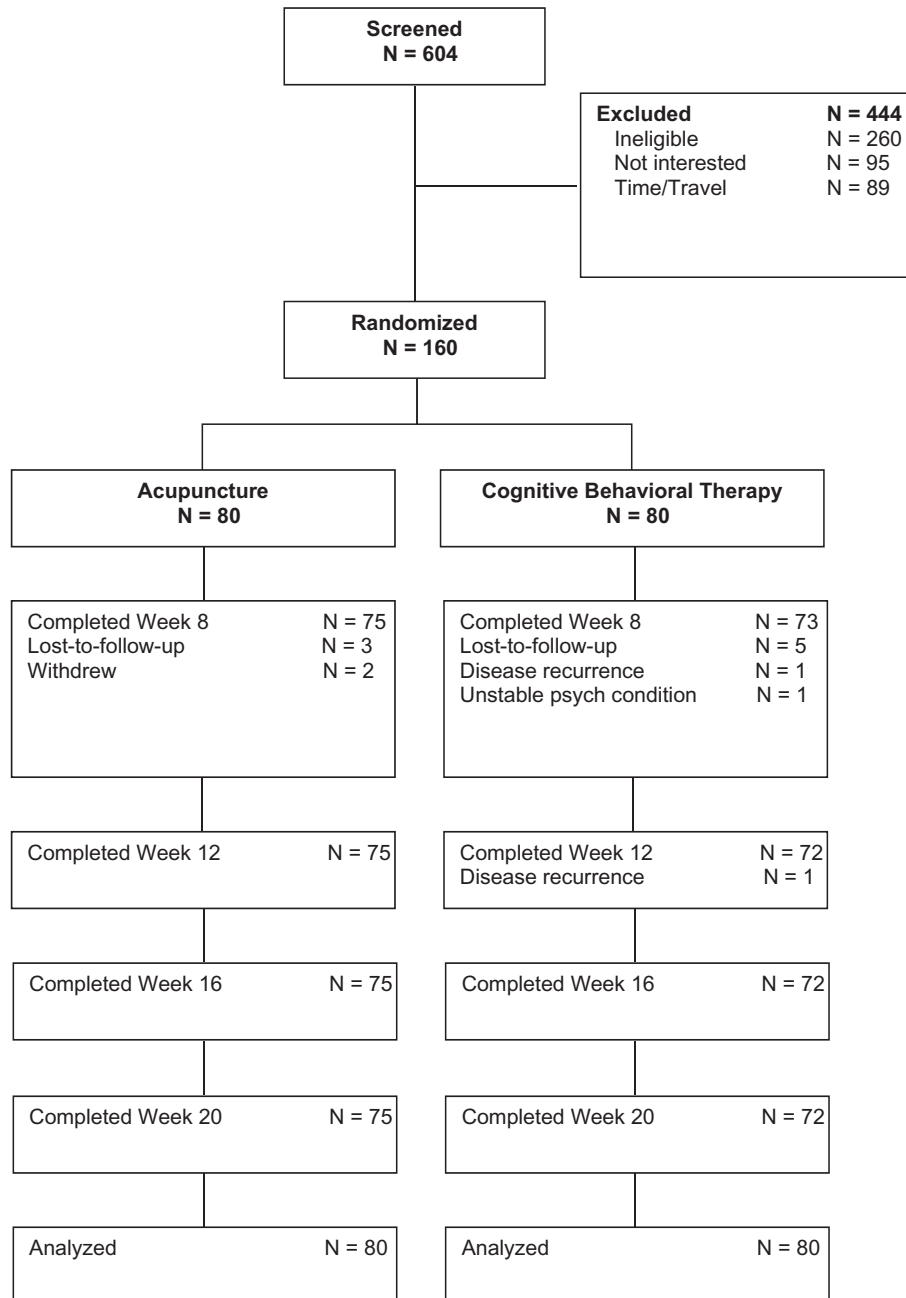 Screened
N = 604
Excluded N = 444
Ineligible N = 260
Not interested N = 95
Time/Travel N = 89
Randomized
N = 160
Acupuncture
N = 80
Cognitive Behavioral Therapy
N = 80
Completed Week 8 N = 75
Lost-to-follow-up N = 3
Withdrew N = 2
Completed Week 8 N = 73
Lost-to-follow-up N = 5
Disease recurrence N = 1
Unstable psych condition N = 1
Completed Week 12 N = 75
Completed Week 12 N = 72
Disease recurrence N = 1
Completed Week 16 N = 75
Completed Week 16 N = 72
Completed Week 20 N = 75
Completed Week 20 N = 72
Analyzed N = 80
Analyzed N = 80